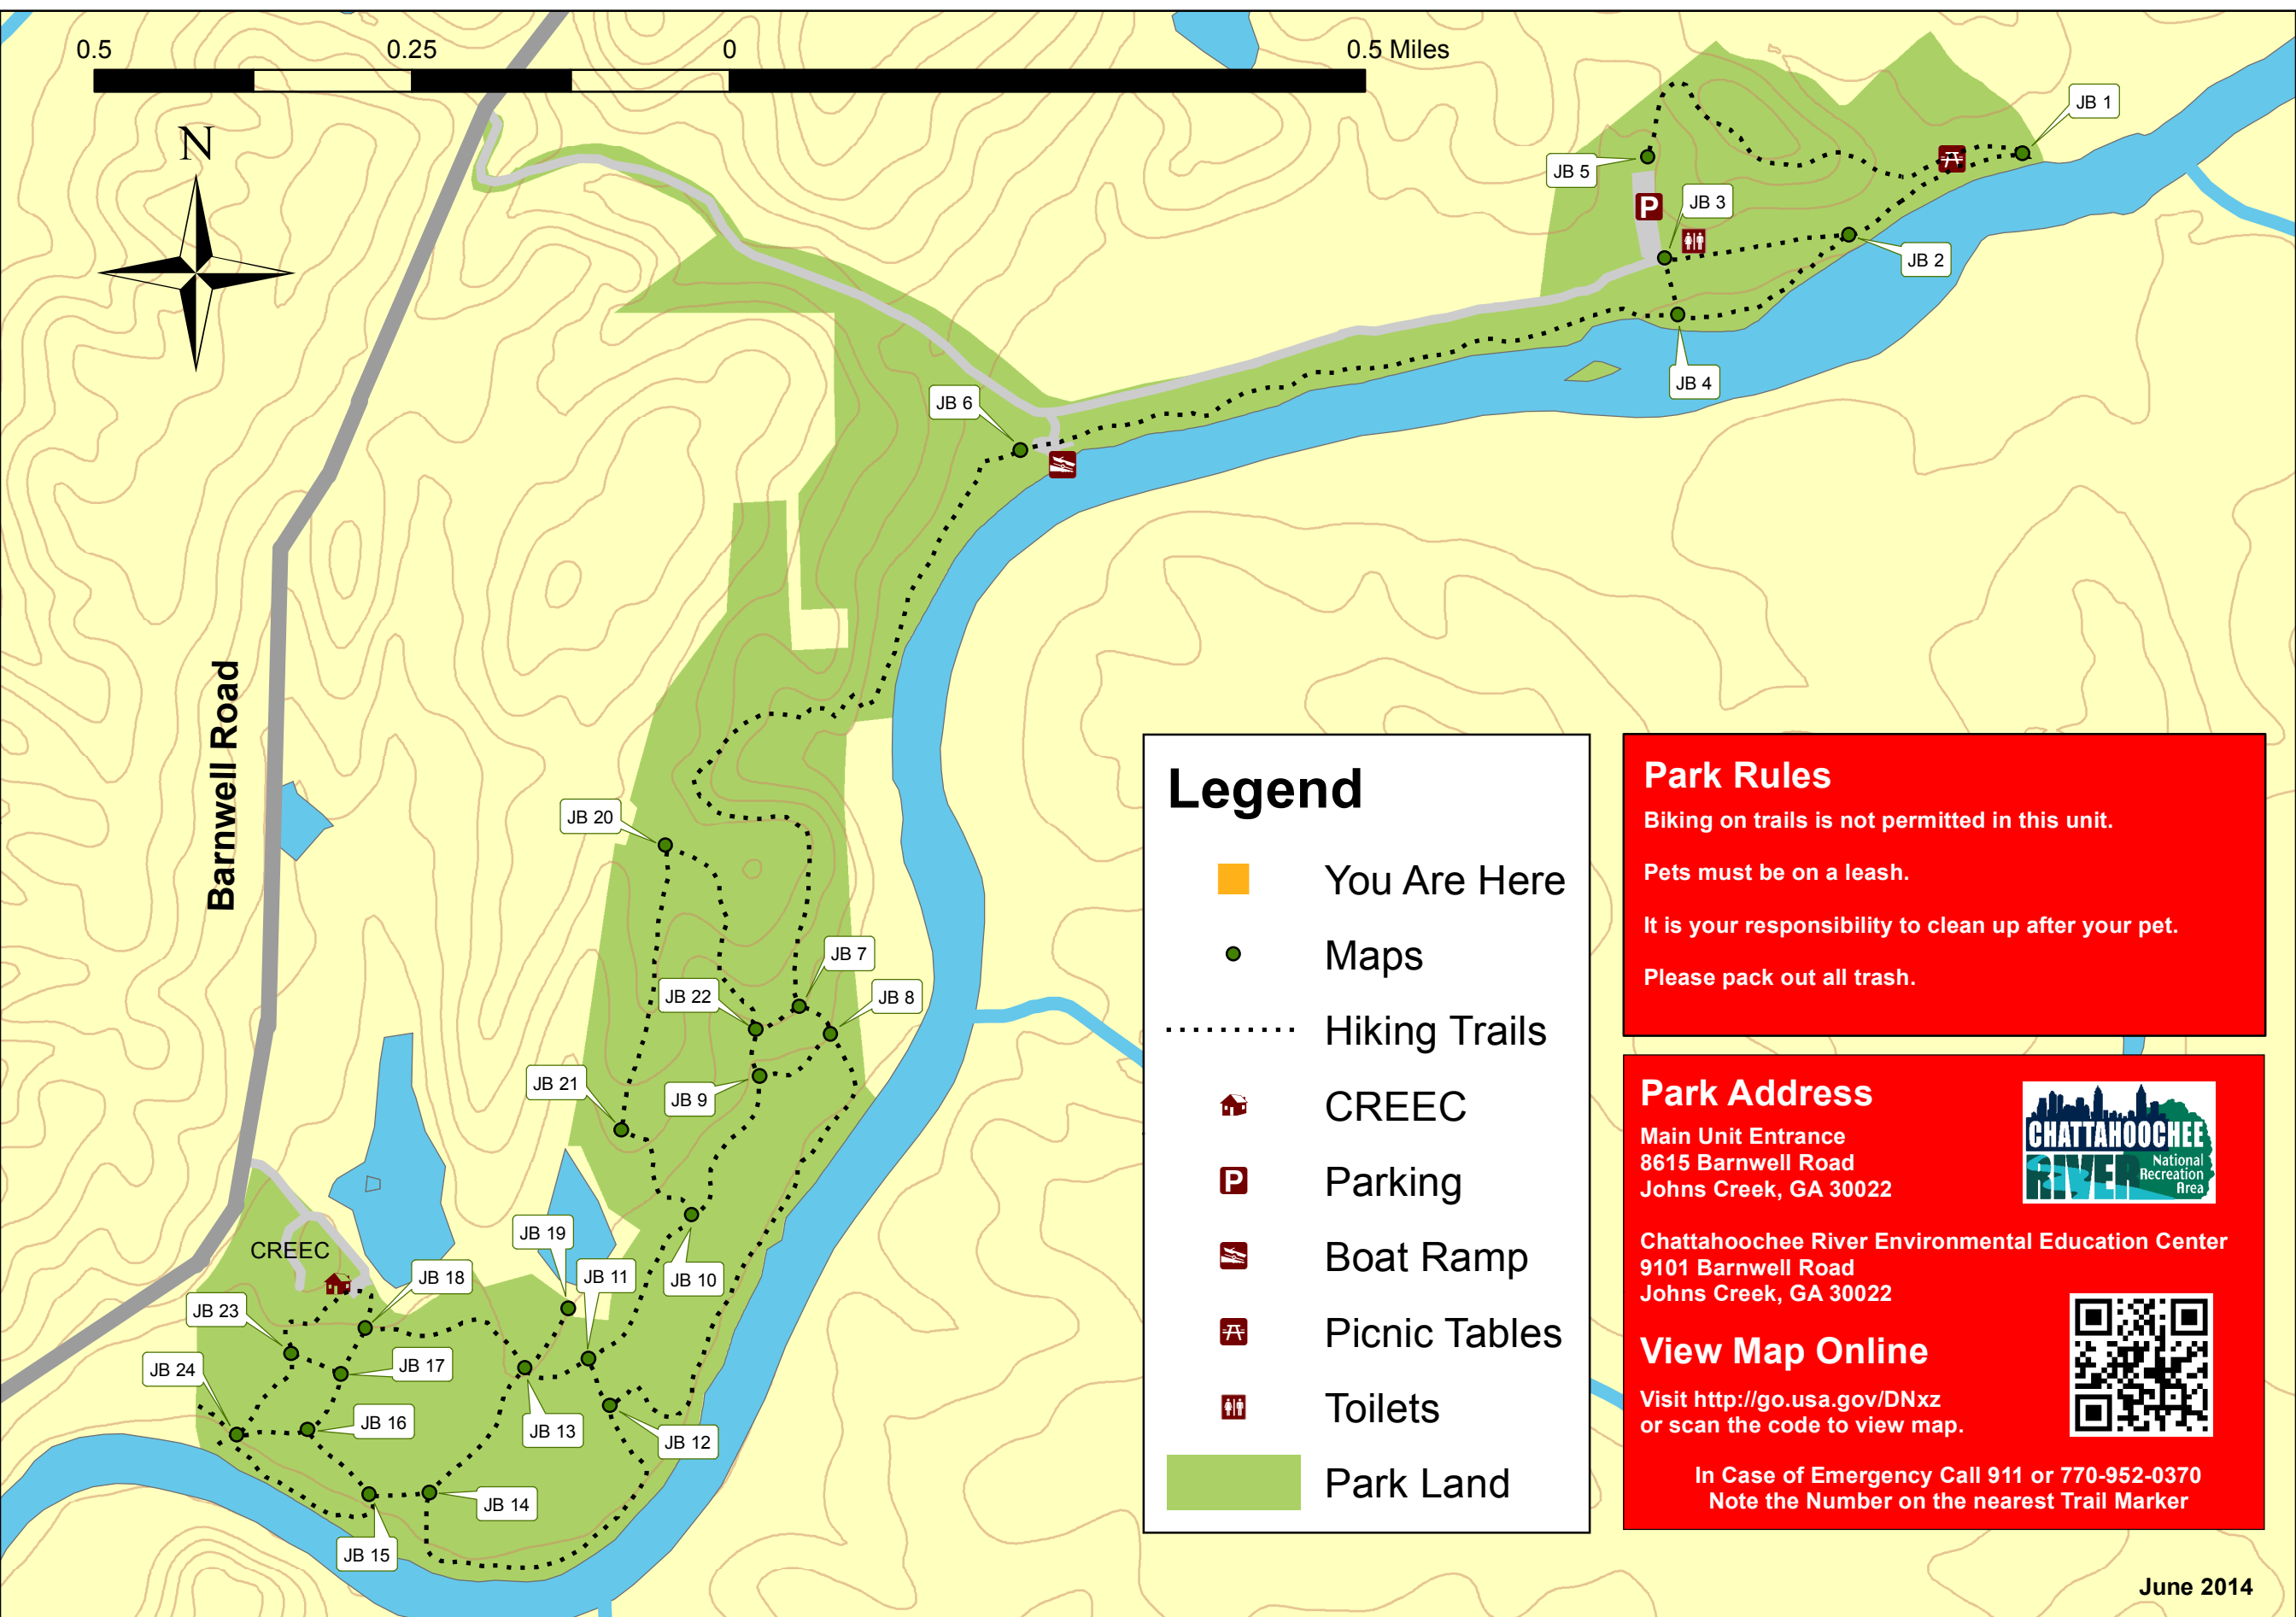 0.5 0.25 0 0.5 Miles
N
JB 1
JB 5
JB 3
JB 2
JB 4
JB 6
Barnwell Road
JB 20
JB 7
JB 22
JB 8
JB 21
JB 9
JB 19
CREEC
JB 18
JB 11
JB 10
JB 23
JB 24
JB 17
JB 16
JB 13
JB 12
JB 14
JB 15
Legend
You Are Here
Maps
Hiking Trails
CREEC
P Parking
Boat Ramp
Picnic Tables
Toilets
Park Land
P
Park Rules
Biking on trails is not permitted in this unit.
Pets must be on a leash.
It is your responsibility to clean up after your pet.
Please pack out all trash.
Park Address
Main Unit Entrance
8615 Barnwell Road
Johns Creek, GA 30022
CHATTAHOOCHEE
RIVER
National
Recreation
Area
Chattahoochee River Environmental Education Center
9101 Barnwell Road
Johns Creek, GA 30022
View Map Online
Visit http://go.usa.gov/DNxz
or scan the code to view map.
In Case of Emergency Call 911 or 770-952-0370
Note the Number on the nearest Trail Marker
June 2014